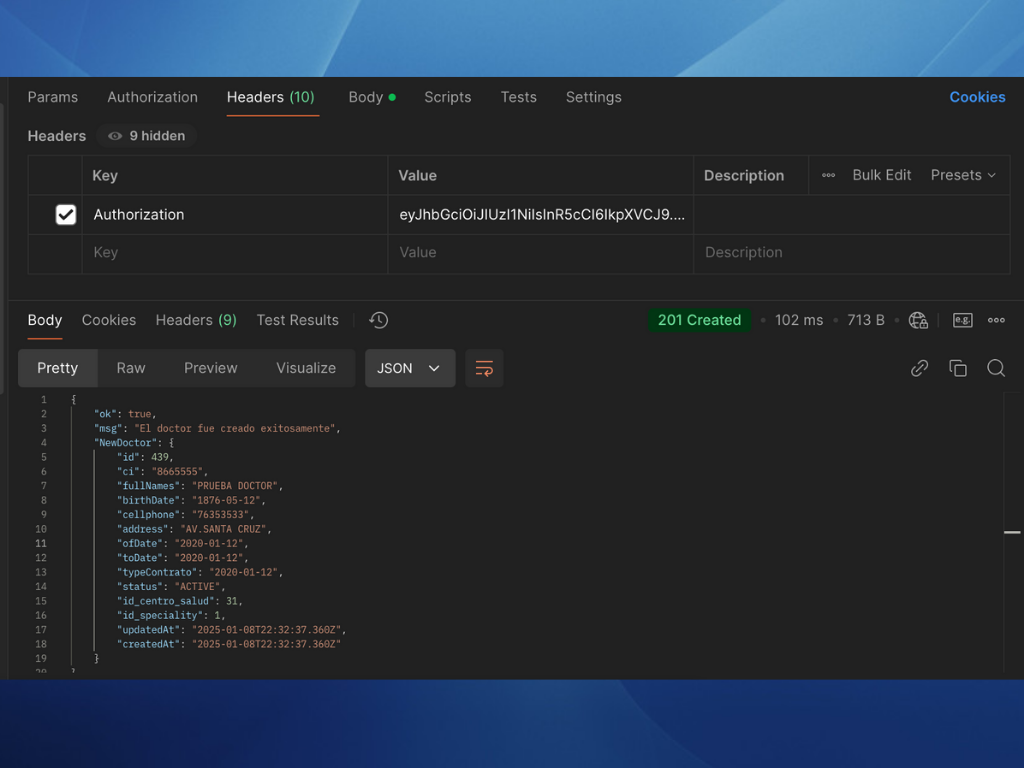 Params Authorization Headers (10) Body Scripts Tests Settings Cookies
Headers 9 hidden
Key Value Description Bulk Edit Presets
Authorization eyJhbGciOiJIUzI1NiIsInR5cCI6IkpXVCJ9....
Key Value Description
Body Cookies Headers (9) Test Results 201 Created 102 ms 713 B e.g.
Pretty Raw Preview Visualize JSON
1 {
2 "ok": true,
3 "msg": "El doctor fue creado exitosamente",
4 "NewDoctor": {
5 "id": 439,
6 "ci": "8665555",
7 "fullNames": "PRUEBA DOCTOR",
8 "birthDate": "1876-05-12",
9 "cellphone": "76353533",
10 "address": "AV.SANTA CRUZ",
11 "ofDate": "2020-01-12",
12 "toDate": "2020-01-12",
13 "typeContrato": "2020-01-12",
14 "status": "ACTIVE",
15 "id_centro_salud": 31,
16 "id_speciality": 1,
17 "updatedAt": "2025-01-08T22:32:37.360Z",
18 "createdAt": "2025-01-08T22:32:37.360Z"
19 }
20 }